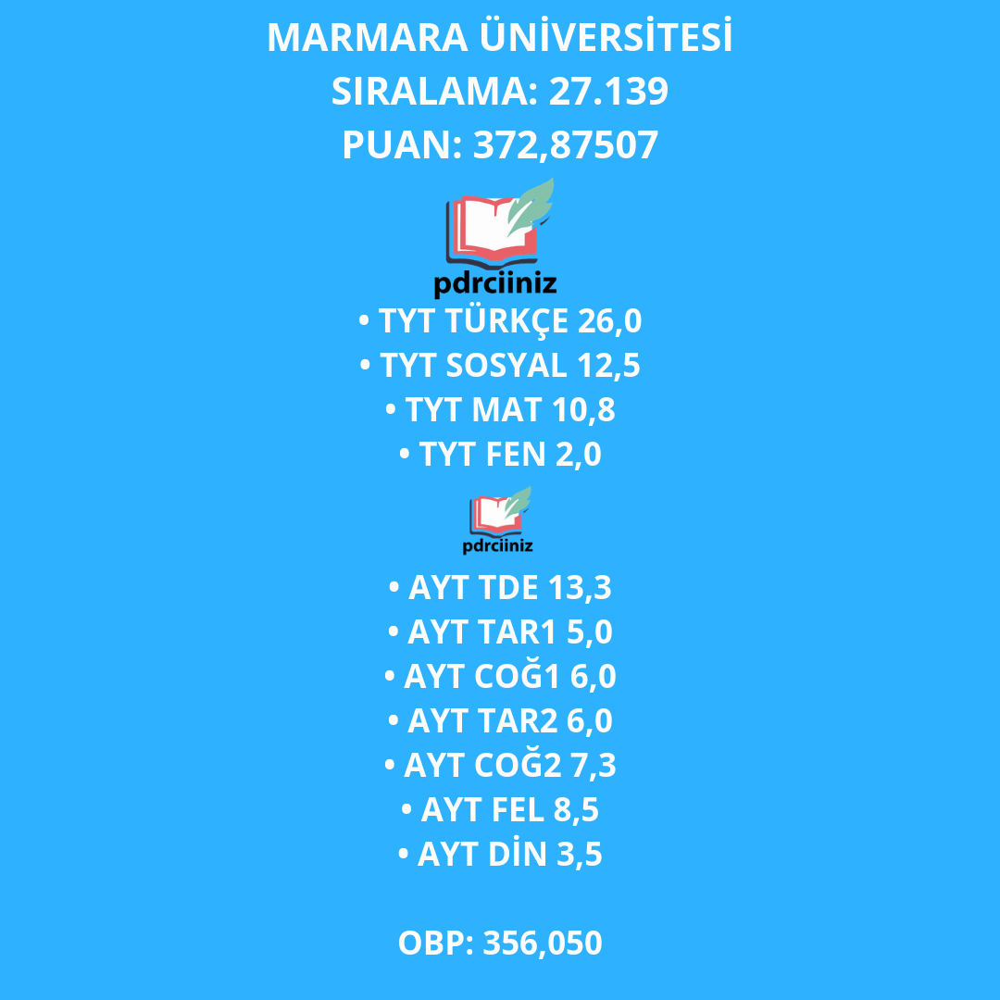 MARMARA ÜNİVERSİTESİ
SIRALAMA: 27.139
PUAN: 372,87507
pdrciiniz
• TYT TÜRKÇE 26,0
• TYT SOSYAL 12,5
• TYT MAT 10,8
• TYT FEN 2,0
pdrciiniz
• AYT TDE 13,3
• AYT TAR1 5,0
• AYT COĞ1 6,0
• AYT TAR2 6,0
• AYT COĞ2 7,3
• AYT FEL 8,5
• AYT DİN 3,5
OBP: 356,050